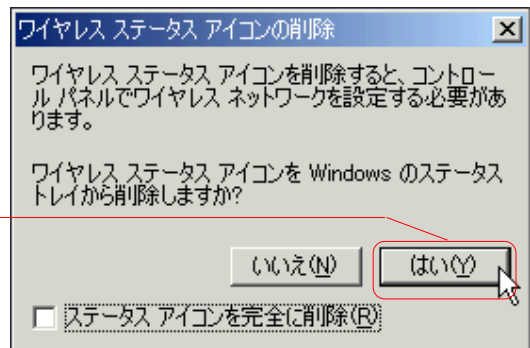 ワイヤレス ステータス アイコンの削除
ワイヤレス ステータス アイコンを削除すると、コントロー
ル パネルでワイヤレス ネットワークを設定する必要があ
ります。
ワイヤレス ステータス アイコンを Windows のステータス
トレイから削除しますか?
いいえ(N) はい(Y)
ステータス アイコンを完全に削除(R)